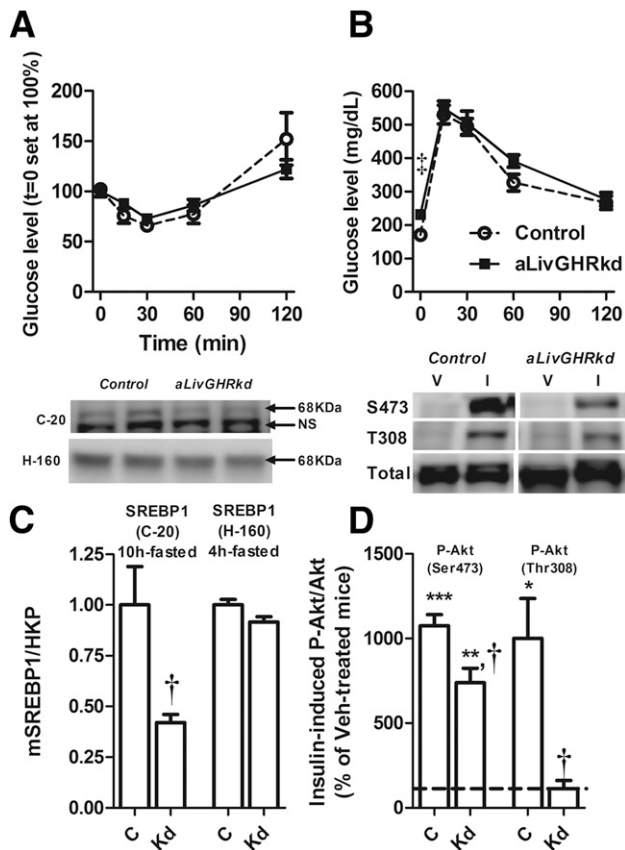 A
Glucose level (t=0 set at 100%)
200
150
100
50
0
0 30 60 90 120
Time (min)
B
Glucose level (mg/dL)
600
500
400
300
200
100
0
‡
Control
aLivGHRkd
0 30 60 90 120
Control aLivGHRkd
C-20
68KDa
NS
H-160
68KDa
Control aLivGHRkd
V I V I
S473
T308
Total
C
SREBP1 SREBP1
(C-20) (H-160)
10h-fasted 4h-fasted
mSREBP1/HKP
1.25
1.00
0.75
0.50
0.25
0.00
†
C Kd C Kd
D
P-Akt P-Akt
(Ser473) (Thr308)
Insulin-induced P-Akt/Akt
(% of Veh-treated mice)
1500
1000
500
0
*** **,† * †
C Kd C Kd